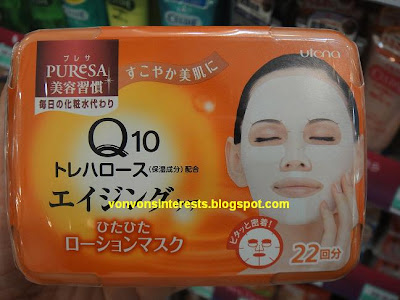 プレサ
PURESA
美容習慣
毎日の化粧水代わり
すこやか美肌に
utena
Q10
トレハロース(保湿成分)配合
エイジングケア
vonvonsinterests.blogspot.com
ひたひた
ローションマスク
ピタッと密着!
22回分